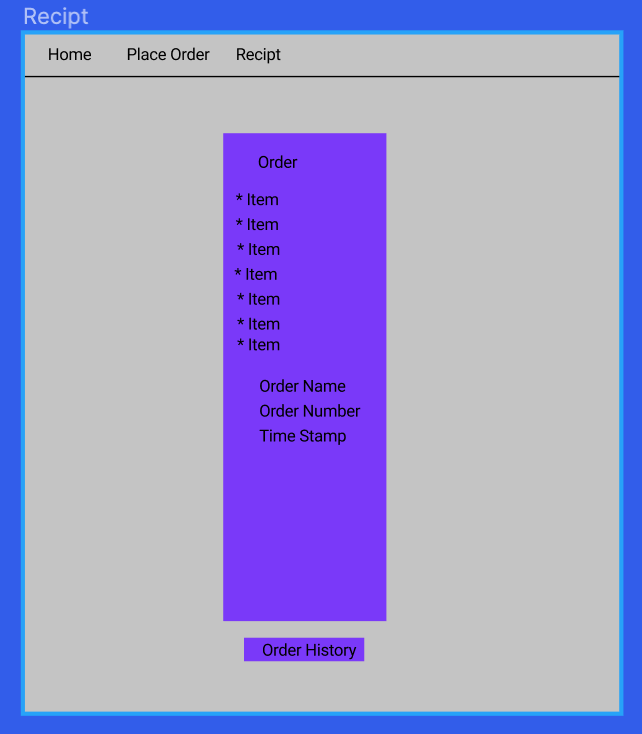 Recipt
Home Place Order Recipt
Order
* Item
* Item
* Item
* Item
* Item
* Item
* Item
Order Name
Order Number
Time Stamp
Order History